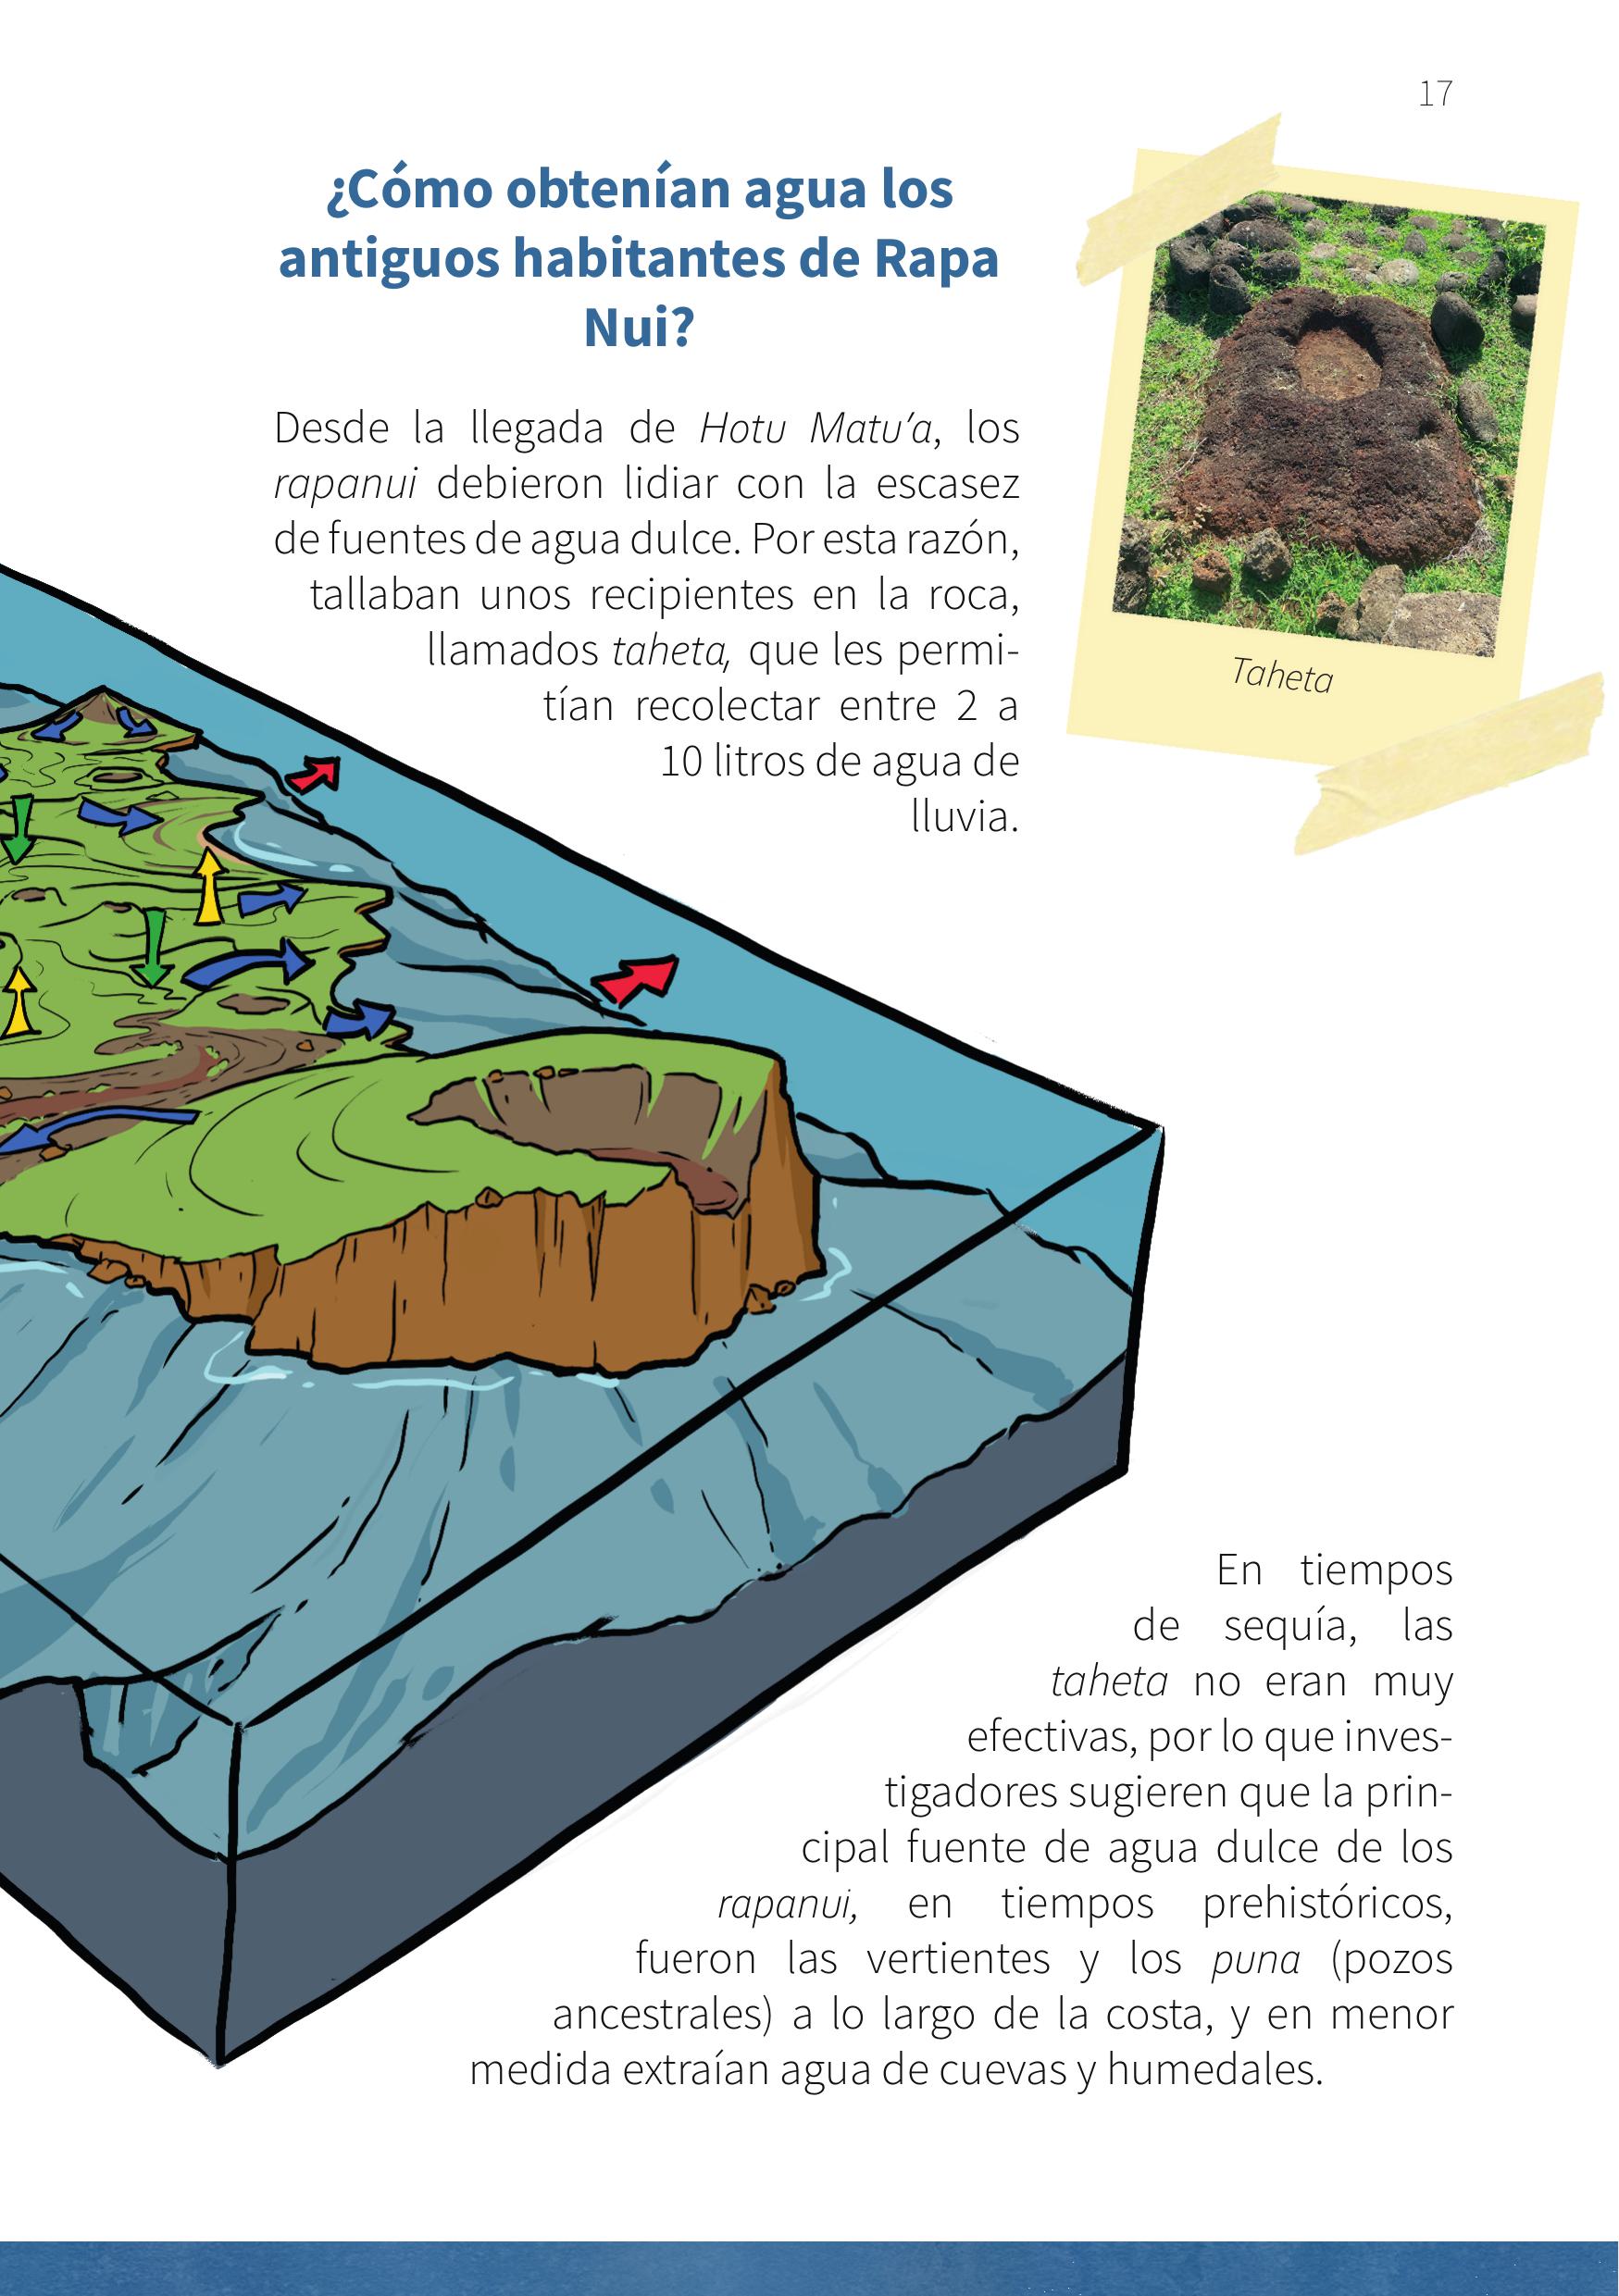 17
¿Cómo obtenían agua los
antiguos habitantes de Rapa
Nui?
Desde la llegada de Hotu Matu’a, los
rapanui debieron lidiar con la escasez
de fuentes de agua dulce. Por esta razón,
tallaban unos recipientes en la roca,
llamados taheta, que les permi-
tían recolectar entre 2 a
10 litros de agua de
lluvia.
Taheta
En tiempos
de sequía, las
taheta no eran muy
efectivas, por lo que inves-
tigadores sugieren que la prin-
cipal fuente de agua dulce de los
rapanui, en tiempos prehistóricos,
fueron las vertientes y los puna (pozos
ancestrales) a lo largo de la costa, y en menor
medida extraían agua de cuevas y humedales.